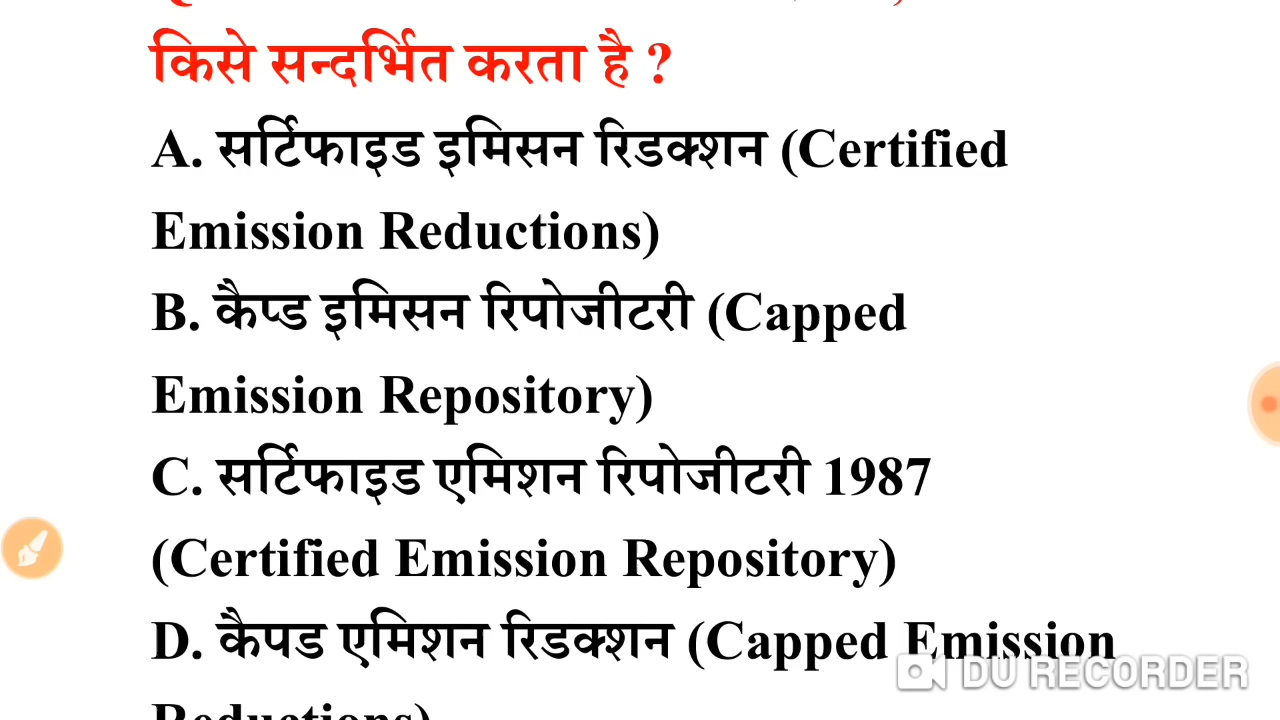 किसे सन्दर्भित करता है ?
A. सर्टिफाइड इमिसन रिडक्शन (Certified
Emission Reductions)
B. कैप्ड इमिसन रिपोजीटरी (Capped
Emission Repository)
C. सर्टिफाइड एमिशन रिपोजीटरी 1987
(Certified Emission Repository)
D. कैपड एमिशन रिडक्शन (Capped Emission
DU RECORDER
Reductions)